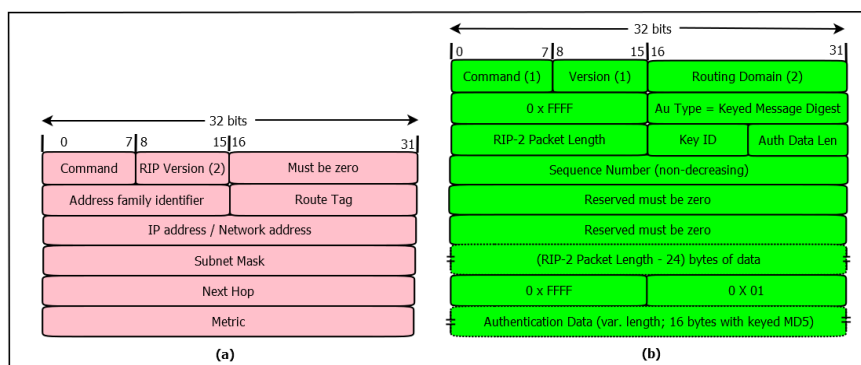 32 bits
0 7 8 15 16 31
Command RIP Version (2) Must be zero
Address family identifier Route Tag
IP address / Network address
Subnet Mask
Next Hop
Metric
(a)
32 bits
0 7 8 15 16 31
Command (1) Version (1) Routing Domain (2)
0 x FFFF Au Type = Keyed Message Digest
RIP-2 Packet Length Key ID Auth Data Len
Sequence Number (non-decreasing)
Reserved must be zero
Reserved must be zero
(RIP-2 Packet Length - 24) bytes of data
0 x FFFF 0 X 01
Authentication Data (var. length; 16 bytes with keyed MD5)
(b)